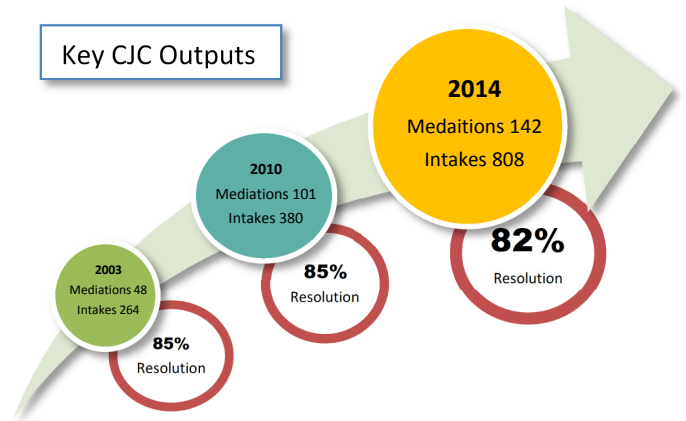 Key CJC Outputs
2014
Medaitions 142
Intakes 808
2010
Mediations 101
Intakes 380
82%
Resolution
2003
Mediations 48
Intakes 264
85%
Resolution
85%
Resolution